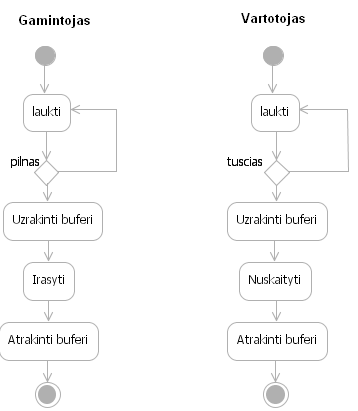 Gamintojas
laukti
pilnas
Uzrakinti buferi
Irasyti
Atrakinti buferi
Vartotojas
laukti
tuscias
Uzrakinti buferi
Nuskaityti
Atrakinti buferi